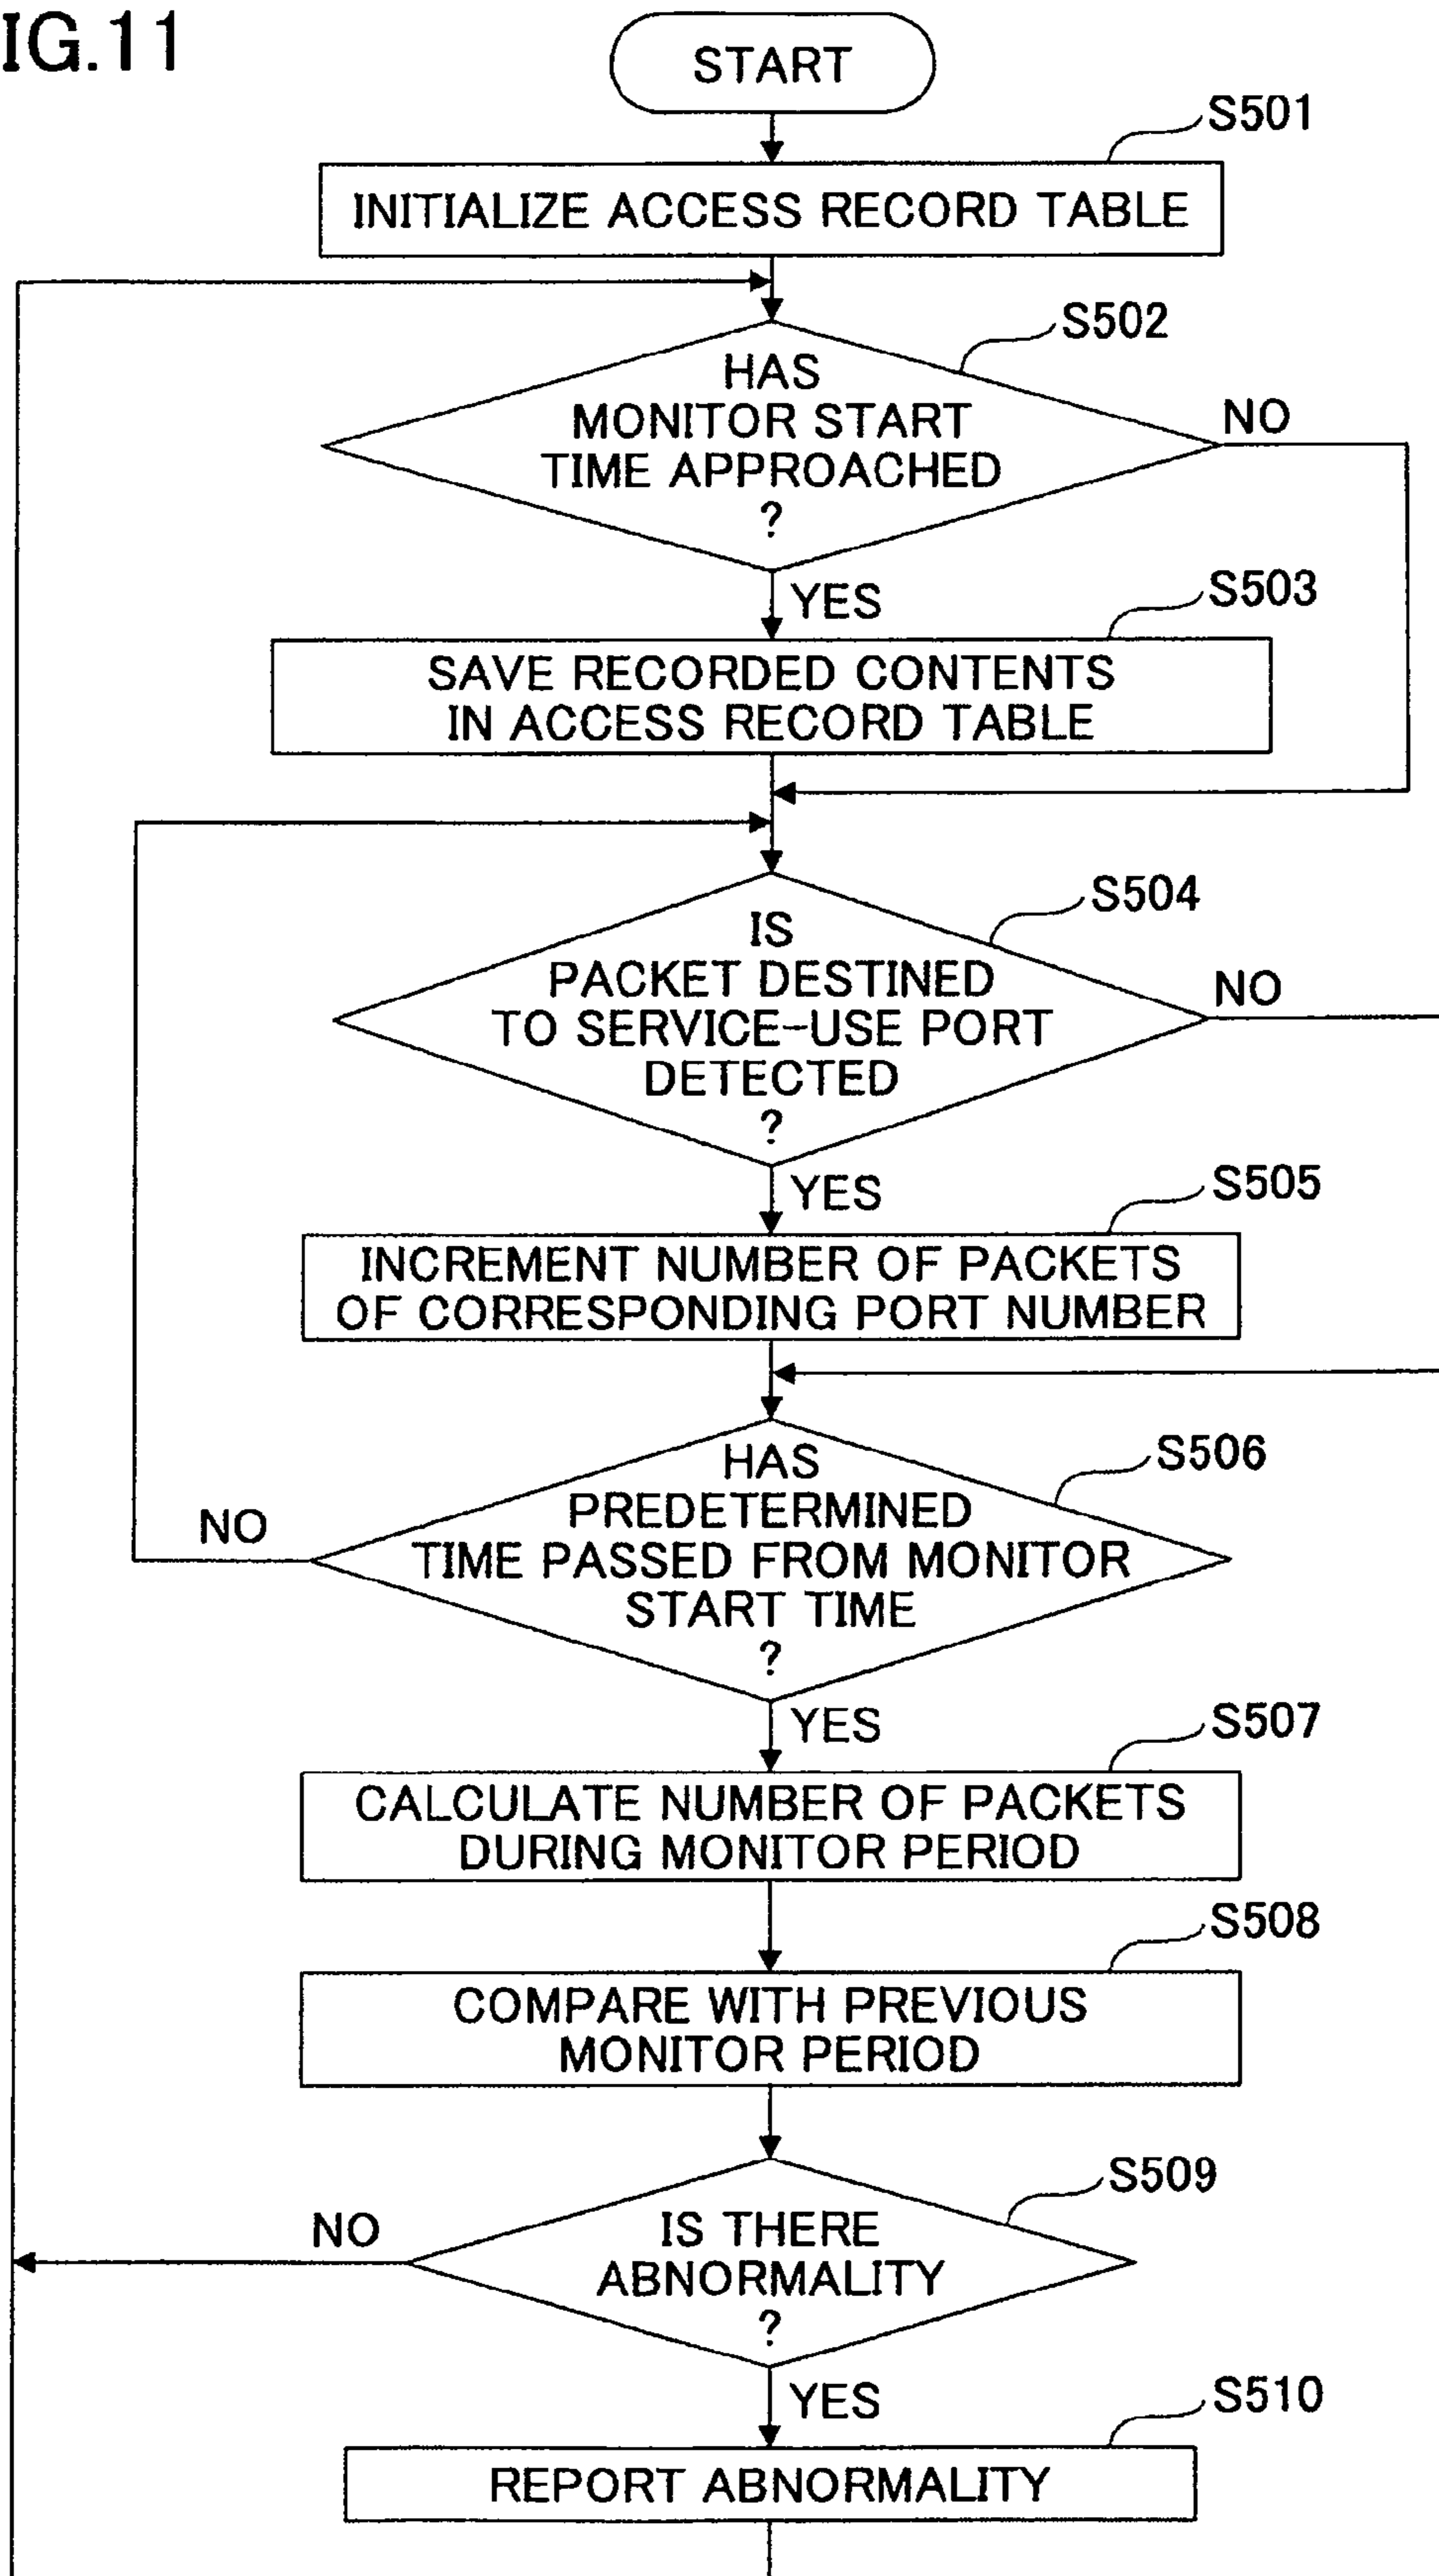 IG.11
START
S501
INITIALIZE ACCESS RECORD TABLE
S502
HAS
MONITOR START
TIME APPROACHED
?
NO
YES
S503
SAVE RECORDED CONTENTS
IN ACCESS RECORD TABLE
S504
IS
PACKET DESTINED
TO SERVICE-USE PORT
DETECTED
?
NO
YES
S505
INCREMENT NUMBER OF PACKETS
OF CORRESPONDING PORT NUMBER
S506
HAS
PREDETERMINED
TIME PASSED FROM MONITOR
START TIME
?
NO
YES
S507
CALCULATE NUMBER OF PACKETS
DURING MONITOR PERIOD
S508
COMPARE WITH PREVIOUS
MONITOR PERIOD
S509
IS THERE
ABNORMALITY
?
NO
YES
S510
REPORT ABNORMALITY